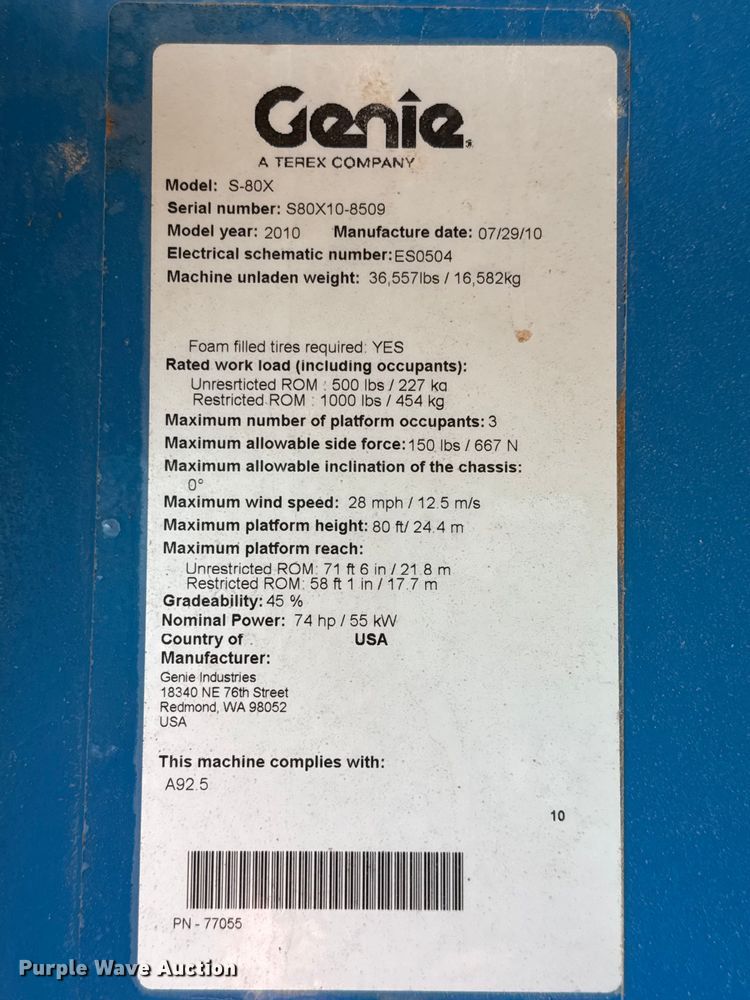 Genie
A TEREX COMPANY
Model: S-80X
Serial number: S80X10-8509
Model year: 2010 Manufacture date: 07/29/10
Electrical schematic number: ES0504
Machine unladen weight: 36,557lbs / 16,582kg
Foam filled tires required: YES
Rated work load (including occupants):
Unresrticted ROM : 500 lbs / 227 kg
Restricted ROM : 1000 lbs / 454 kg
Maximum number of platform occupants: 3
Maximum allowable side force: 150 lbs / 667 N
Maximum allowable inclination of the chassis:
0°
Maximum wind speed: 28 mph / 12.5 m/s
Maximum platform height: 80 ft/ 24.4 m
Maximum platform reach:
Unrestricted ROM: 71 ft 6 in / 21.8 m
Restricted ROM: 58 ft 1 in / 17.7 m
Gradeability: 45 %
Nominal Power: 74 hp / 55 kW
Country of . USA
Manufacturer:
Genie Industries
18340 NE 76th Street
Redmond, WA 98052
USA
This machine complies with:
A92.5
10
PN - 77055
Purple Wave Auction